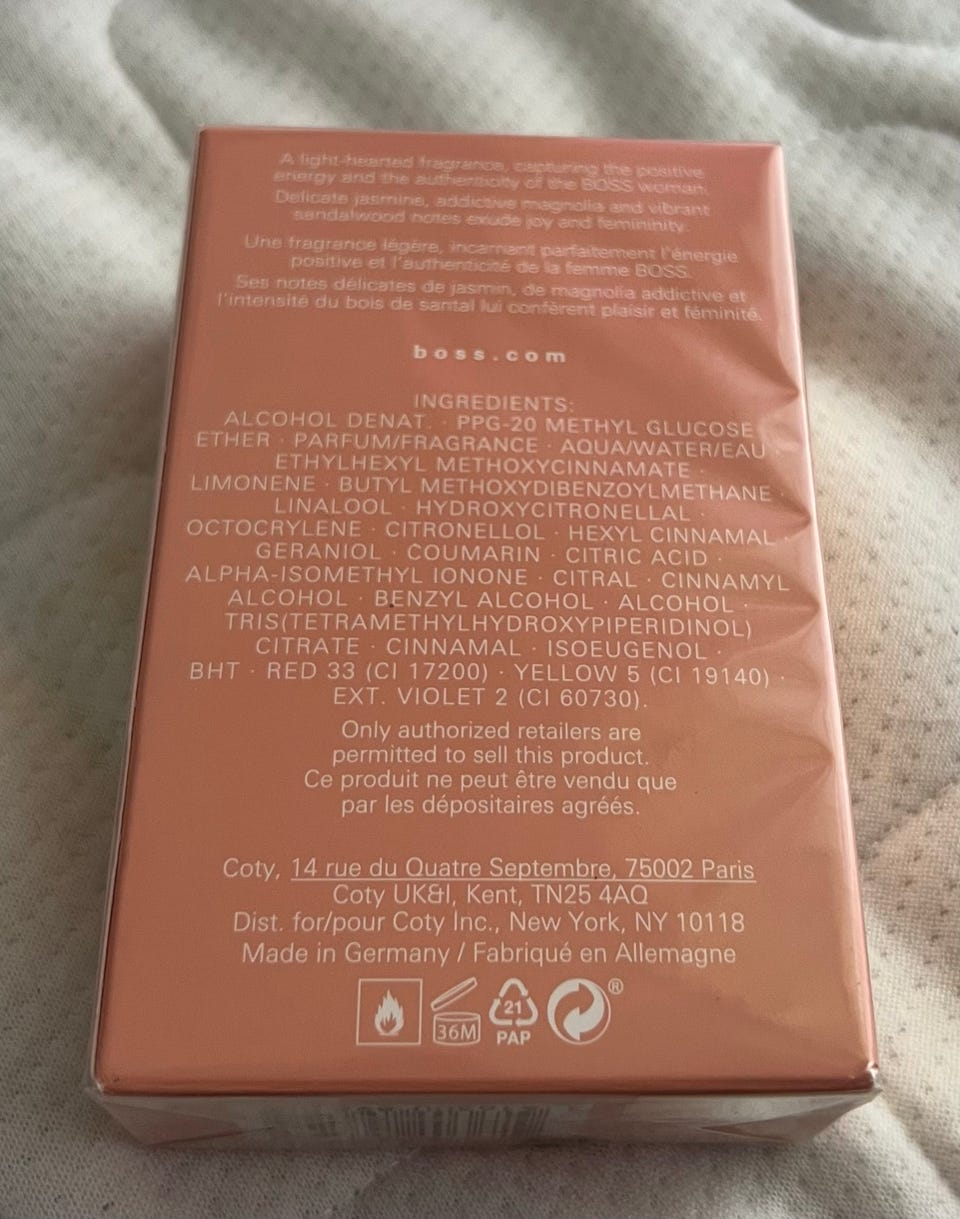 A light-hearted fragrance, capturing the positive
energy and the authenticity of the BOSS woman.
Delicate jasmine, addictive magnolia and vibrant
sandalwood notes exude joy and femininity.
Une fragrance légère, incarnant parfaitement l'énergie
positive et l'authenticité de la femme BOSS.
Ses notes délicates de jasmin, de magnolia addictive et
l'intensité du bois de santal lui confèrent plaisir et féminité.
boss.com
INGREDIENTS:
ALCOHOL DENAT. · PPG-20 METHYL GLUCOSE
ETHER · PARFUM/FRAGRANCE · AQUA/WATER/EAU ·
ETHYLHEXYL METHOXYCINNAMATE ·
LIMONENE · BUTYL METHOXYDIBENZOYLMETHANE ·
LINALOOL · HYDROXYCITRONELLAL ·
OCTOCRYLENE · CITRONELLOL · HEXYL CINNAMAL ·
GERANIOL · COUMARIN · CITRIC ACID ·
ALPHA-ISOMETHYL IONONE · CITRAL · CINNAMYL
ALCOHOL · BENZYL ALCOHOL · ALCOHOL ·
TRIS(TETRAMETHYLHYDROXYPIPERIDINOL)
CITRATE · CINNAMAL · ISOEUGENOL ·
BHT · RED 33 (CI 17200) · YELLOW 5 (CI 19140) ·
EXT. VIOLET 2 (CI 60730).
Only authorized retailers are
permitted to sell this product.
Ce produit ne peut être vendu que
par les dépositaires agréés.
Coty, 14 rue du Quatre Septembre, 75002 Paris
Coty UK&I, Kent, TN25 4AQ
Dist. for/pour Coty Inc., New York, NY 10118
Made in Germany / Fabriqué en Allemagne
36M 21 ®
PAP